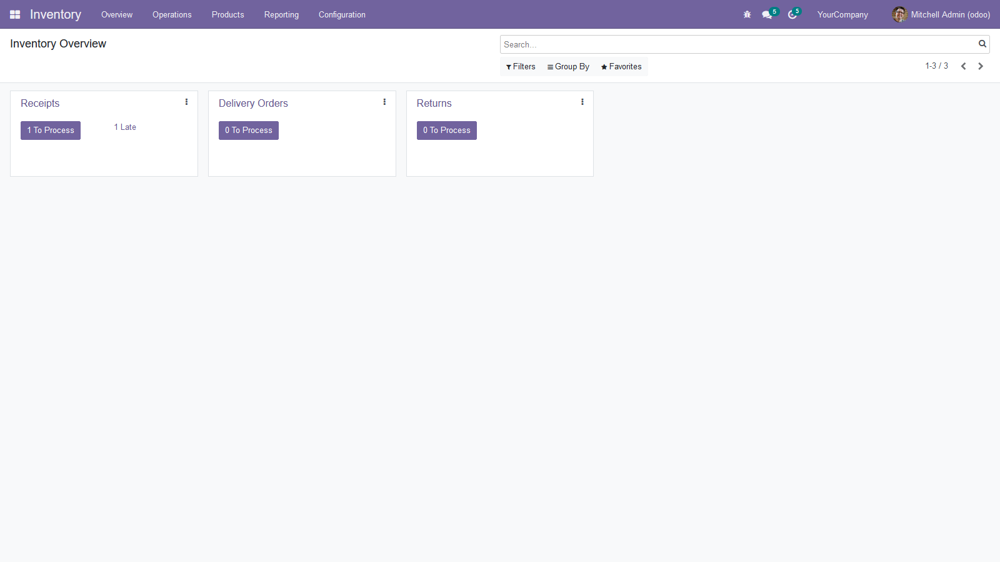 Inventory Overview Operations Products Reporting Configuration 5 5 YourCompany Mitchell Admin (odoo)
Inventory Overview
Search...
Filters Group By Favorites 1-3 / 3
Receipts
1 To Process 1 Late
Delivery Orders
0 To Process
Returns
0 To Process